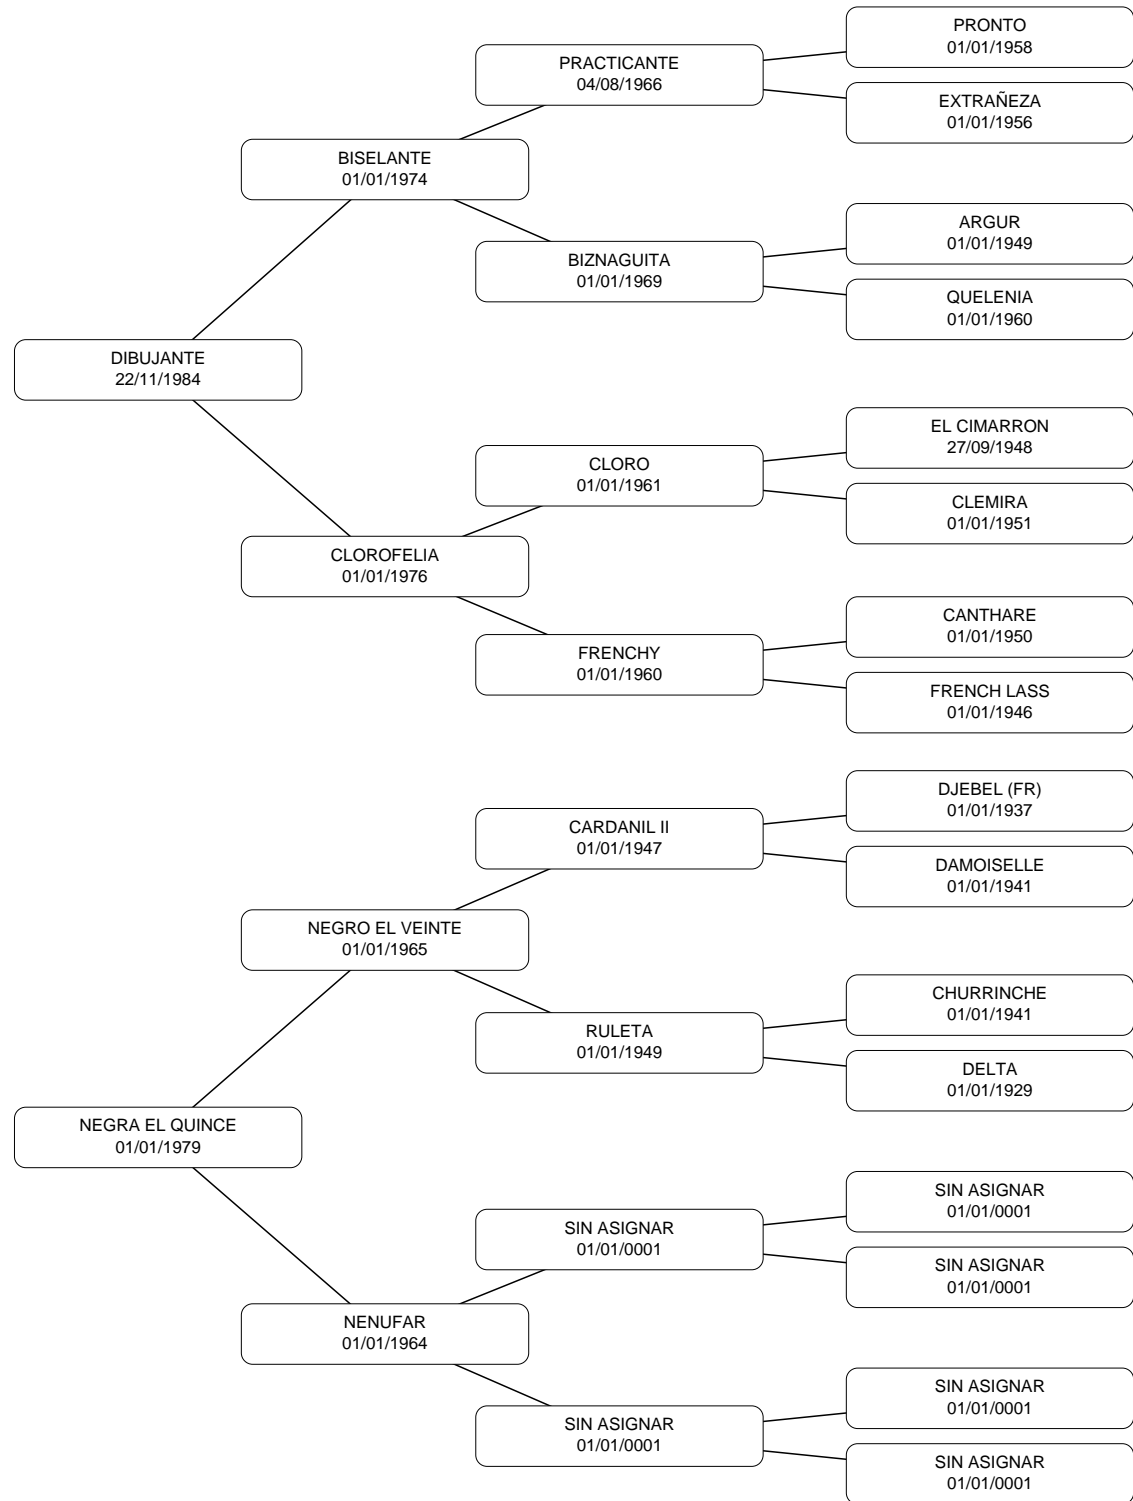 PRONTO
01/01/1958
PRACTICANTE
04/08/1966
EXTRAÑEZA
01/01/1956
BISELANTE
01/01/1974
ARGUR
01/01/1949
BIZNAGUITA
01/01/1969
QUELENIA
01/01/1960
DIBUJANTE
22/11/1984
EL CIMARRON
27/09/1948
CLORO
01/01/1961
CLEMIRA
01/01/1951
CLOROFELIA
01/01/1976
CANTHARE
01/01/1950
FRENCHY
01/01/1960
FRENCH LASS
01/01/1946
DJEBEL (FR)
01/01/1937
CARDANIL II
01/01/1947
DAMOISELLE
01/01/1941
NEGRO EL VEINTE
01/01/1965
CHURRINCHE
01/01/1941
RULETA
01/01/1949
DELTA
01/01/1929
NEGRA EL QUINCE
01/01/1979
SIN ASIGNAR
01/01/0001
SIN ASIGNAR
01/01/0001
SIN ASIGNAR
01/01/0001
NENUFAR
01/01/1964
SIN ASIGNAR
01/01/0001
SIN ASIGNAR
01/01/0001
SIN ASIGNAR
01/01/0001